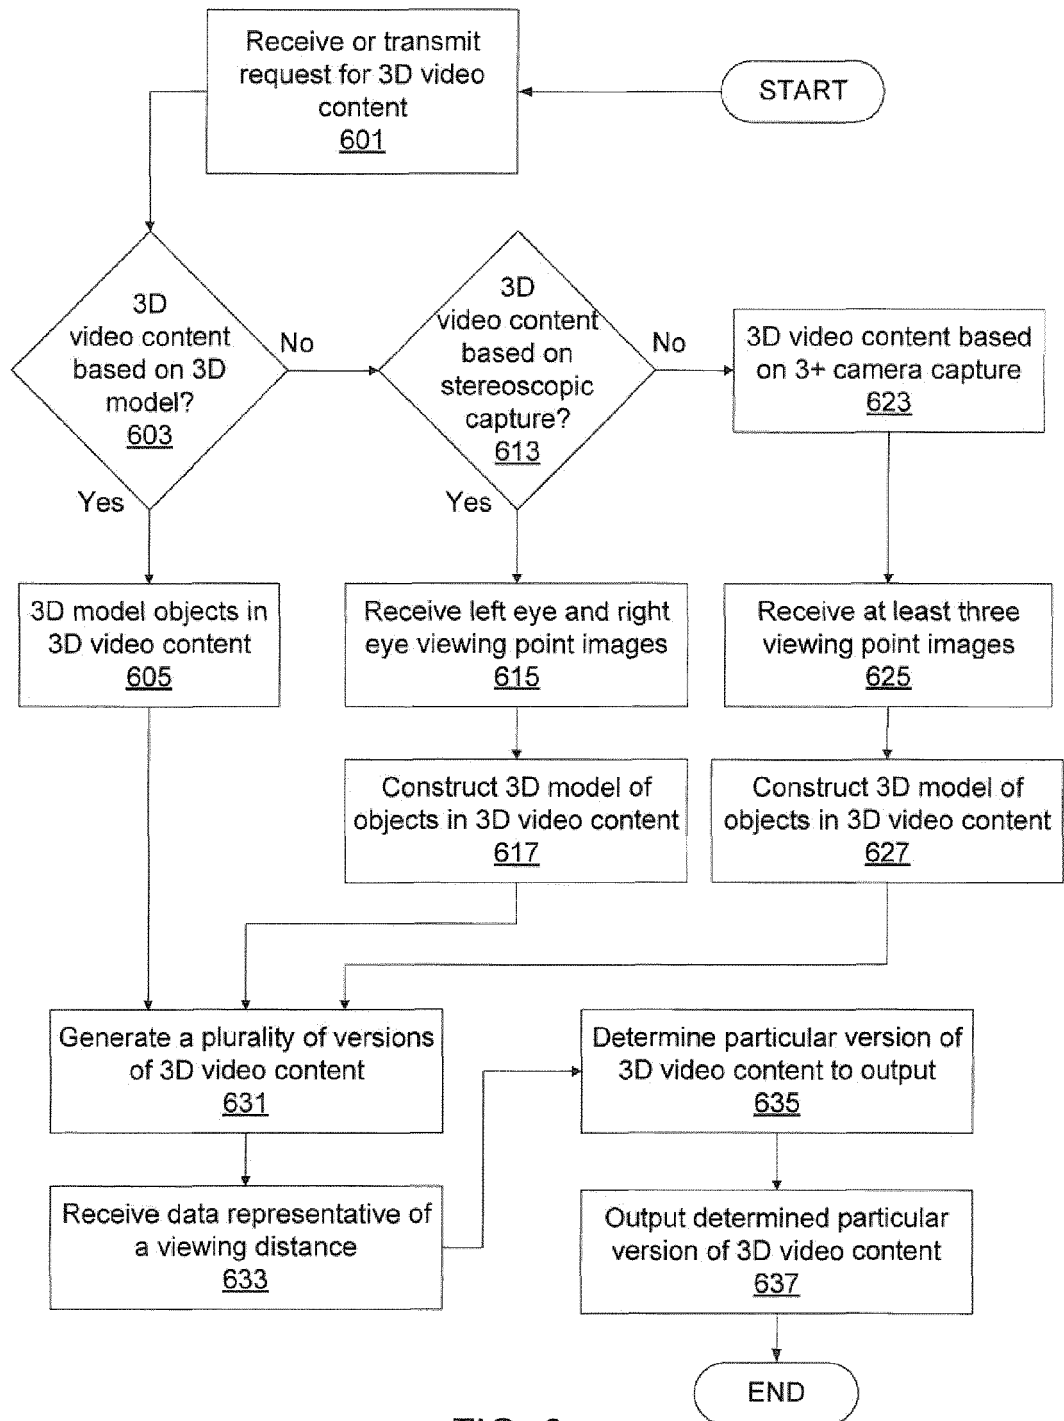 Receive or transmit
request for 3D video
content
601
START
3D
video content
based on 3D
model?
603
No
3D
video content
based on
stereoscopic
capture?
613
No
3D video content based
on 3+ camera capture
623
Yes
Yes
3D model objects in
3D video content
605
Receive left eye and right
eye viewing point images
615
Receive at least three
viewing point images
625
Construct 3D model of
objects in 3D video content
617
Construct 3D model of
objects in 3D video content
627
Generate a plurality of versions
of 3D video content
631
Determine particular version of
3D video content to output
635
Receive data representative of
a viewing distance
633
Output determined particular
version of 3D video content
637
END